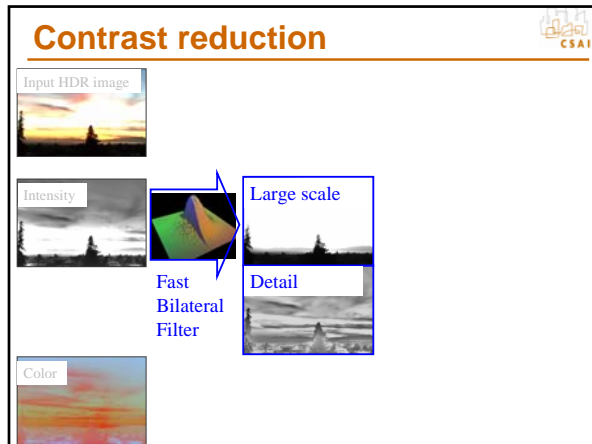 Contrast reduction
CSAI
Input HDR image
Intensity
Large scale
Fast
Bilateral
Filter
Detail
Color